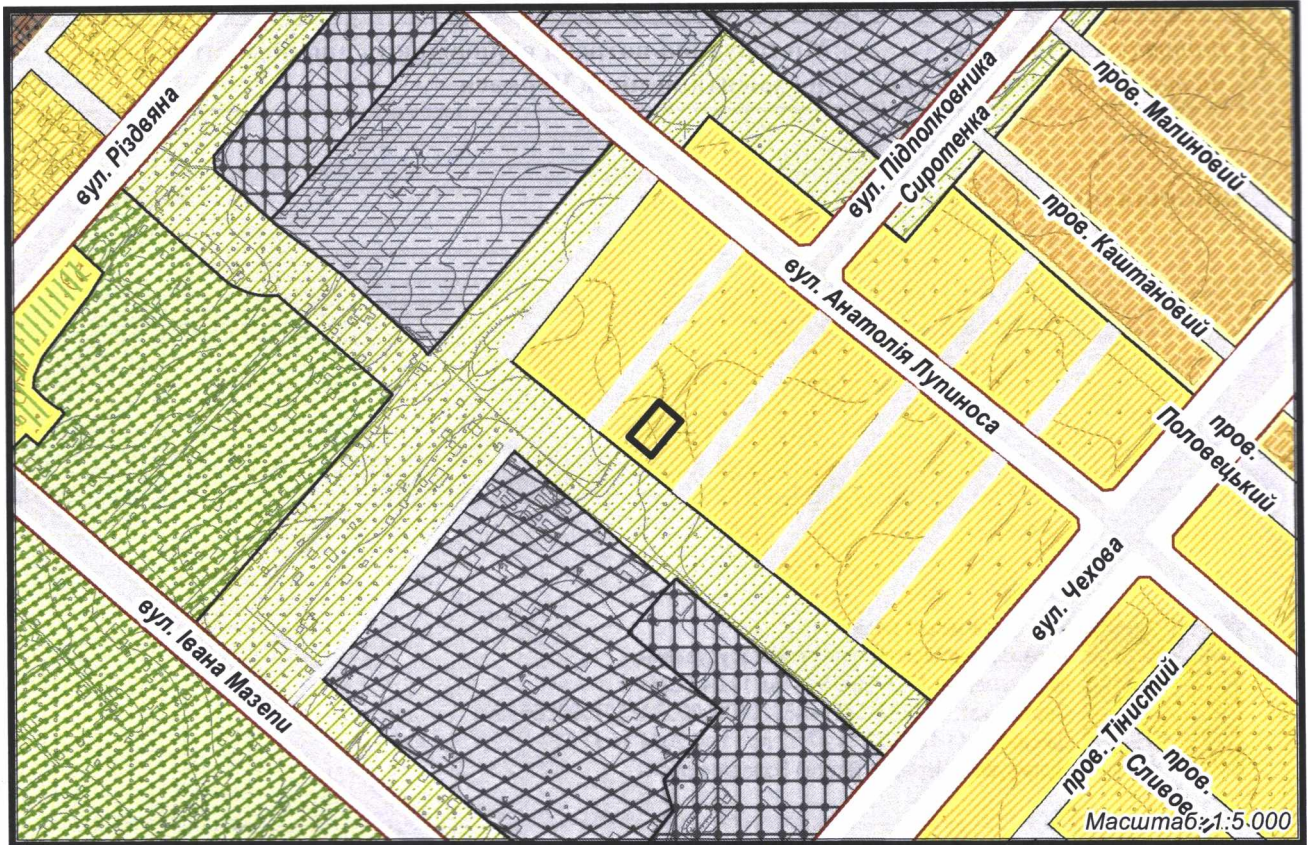 вул. Різдвяна
пров. Малиновий
вул. Підполковника
Сиротенка
пров. Каштановий
вул. Анатолія Лупиноса
пров.
Половецький
вул. Чехова
вул. Івана Мазепи
пров. Тінистий
пров.
Масштаб: 1:5 000